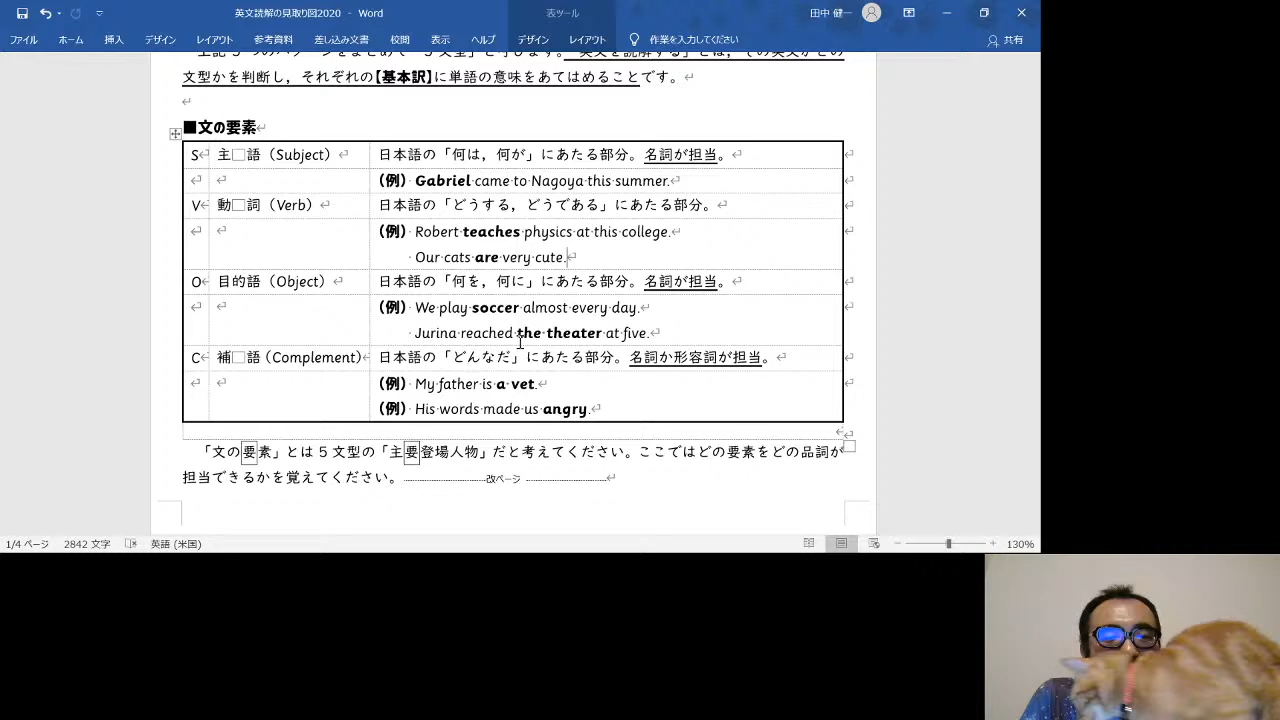 英文読解の見取り図2020 - Word
表ツール
田中 健一
ファイル ホーム 挿入 デザイン レイアウト 参考資料 差し込み文書 校閲 表示 ヘルプ デザイン レイアウト 作業を入力してください 共有
文型かを判断し，それぞれの【基本訳】に単語の意味をあてはめることです。
■文の要素
S 主□語（Subject） 日本語の「何は，何が」にあたる部分。名詞が担当。
（例） Gabriel came to Nagoya this summer.
V 動□詞（Verb） 日本語の「どうする，どうである」にあたる部分。
（例） Robert teaches physics at this college.
Our cats are very cute.
O 目的語（Object） 日本語の「何を，何に」にあたる部分。名詞が担当。
（例） We play soccer almost every day.
Jurina reached the theater at five.
C 補□語（Complement） 日本語の「どんなだ」にあたる部分。名詞か形容詞が担当。
（例） My father is a vet.
（例） His words made us angry.
「文の要素」とは５文型の「主要登場人物」だと考えてください。ここではどの要素をどの品詞が
担当できるかを覚えてください。
改ページ
1/4 ページ 2842 文字 英語 (米国) 130%